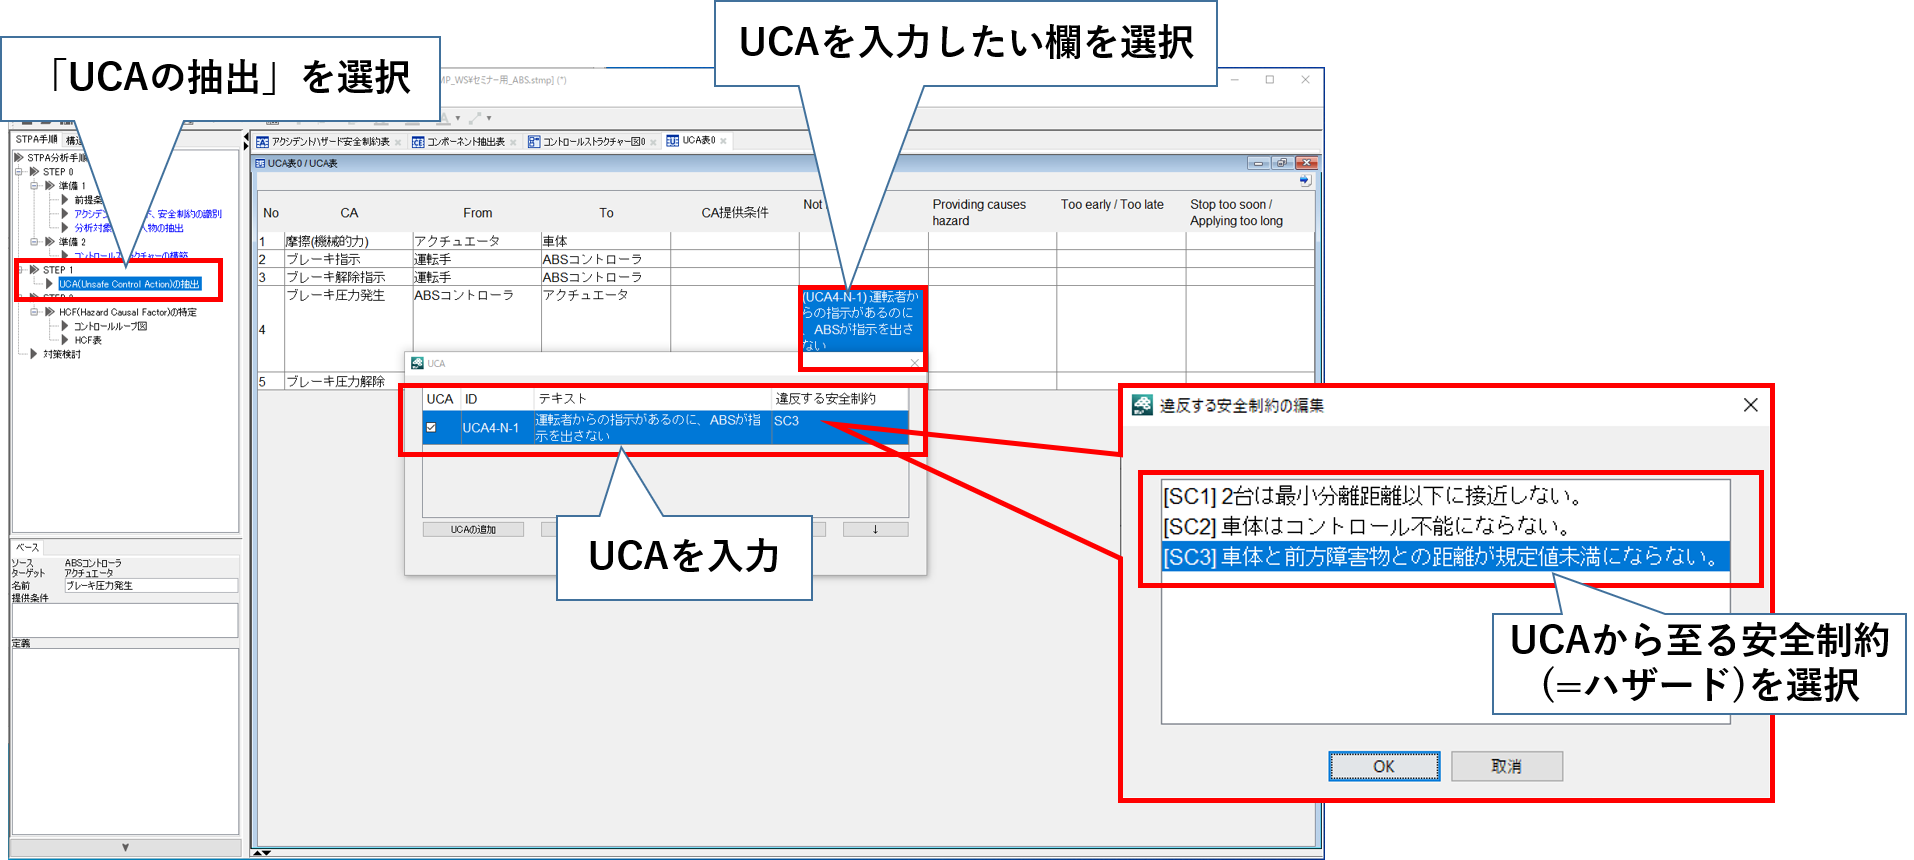 UCAを入力したい欄を選択
「UCAの抽出」を選択
MP_WS¥セミナー用_ABS.stmp] (*)
STPA手順
アクシデントハザード安全制約表
コンポーネント抽出表
コントロールストラクチャー図0
UCA表0
UCA表0 / UCA表
STPA分析手順
STEP 0
準備 1
アクシデン
、安全制約の識別
分析対象
人物の抽出
準備 2
コントロールストラクチャーの構築
STEP 1
UCA(Unsafe Control Action)の抽出
HCF(Hazard Causal Factor)の特定
コントロールループ図
HCF表
対策検討
No CA From To CA提供条件 Not Providing causes hazard Too early / Too late Stop too soon / Applying too long
1 摩擦(機械的力) アクチュエータ 車体
2 ブレーキ指示 運転手 ABSコントローラ
3 ブレーキ解除指示 運転手 ABSコントローラ
4 ブレーキ圧力発生 ABSコントローラ アクチュエータ
(UCA4-N-1) 運転者か
らの指示があるのに
、ABSが指示を出さ
ない
5 ブレーキ圧力解除
UCA
UCA ID テキスト 違反する安全制約
UCA4-N-1 運転者からの指示があるのに、ABSが指 SC3
示を出さない
UCAの追加
↓
UCAを入力
違反する安全制約の編集
[SC1] 2台は最小分離距離以下に接近しない。
[SC2] 車体はコントロール不能にならない。
[SC3] 車体と前方障害物との距離が規定値未満にならない。
UCAから至る安全制約
(=ハザード)を選択
OK 取消
ベース
ソース ABSコントローラ
ターゲット アクチュエータ
名前 ブレーキ圧力発生
提供条件
定義